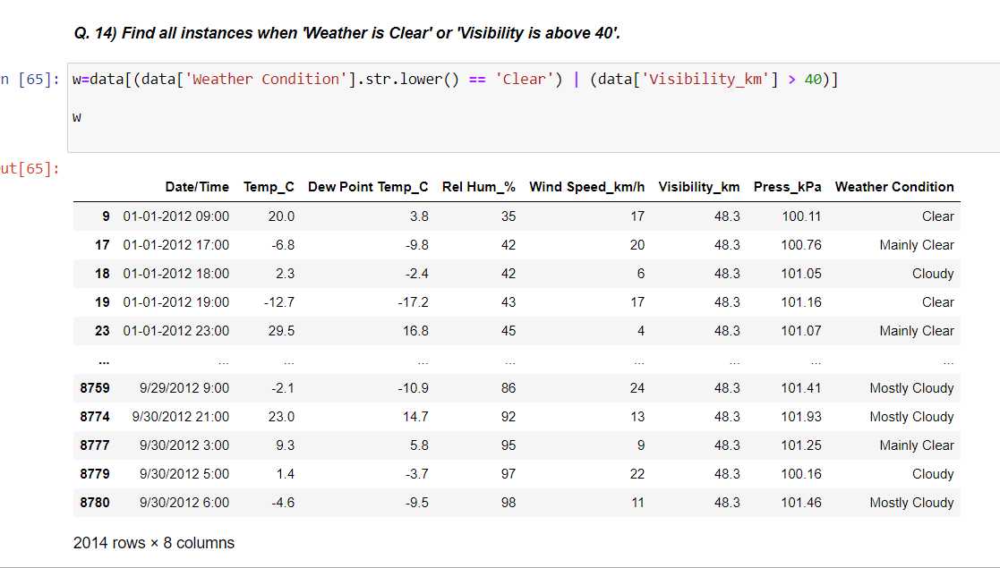 Q. 14) Find all instances when 'Weather is Clear' or 'Visibility is above 40'.
n [65]: w=data[(data['Weather Condition'].str.lower() == 'Clear') | (data['Visibility_km'] > 40)]
w
ut[65]:
Date/Time Temp_C Dew Point Temp_C Rel Hum_% Wind Speed_km/h Visibility_km Press_kPa Weather Condition
9 01-01-2012 09:00 20.0 3.8 35 17 48.3 100.11 Clear
17 01-01-2012 17:00 -6.8 -9.8 42 20 48.3 100.76 Mainly Clear
18 01-01-2012 18:00 2.3 -2.4 42 6 48.3 101.05 Cloudy
19 01-01-2012 19:00 -12.7 -17.2 43 17 48.3 101.16 Clear
23 01-01-2012 23:00 29.5 16.8 45 4 48.3 101.07 Mainly Clear
... ... ... ... ... ... ... ... ...
8759 9/29/2012 9:00 -2.1 -10.9 86 24 48.3 101.41 Mostly Cloudy
8774 9/30/2012 21:00 23.0 14.7 92 13 48.3 101.93 Mostly Cloudy
8777 9/30/2012 3:00 9.3 5.8 95 9 48.3 101.25 Mainly Clear
8779 9/30/2012 5:00 1.4 -3.7 97 22 48.3 100.16 Cloudy
8780 9/30/2012 6:00 -4.6 -9.5 98 11 48.3 101.46 Mostly Cloudy
2014 rows × 8 columns